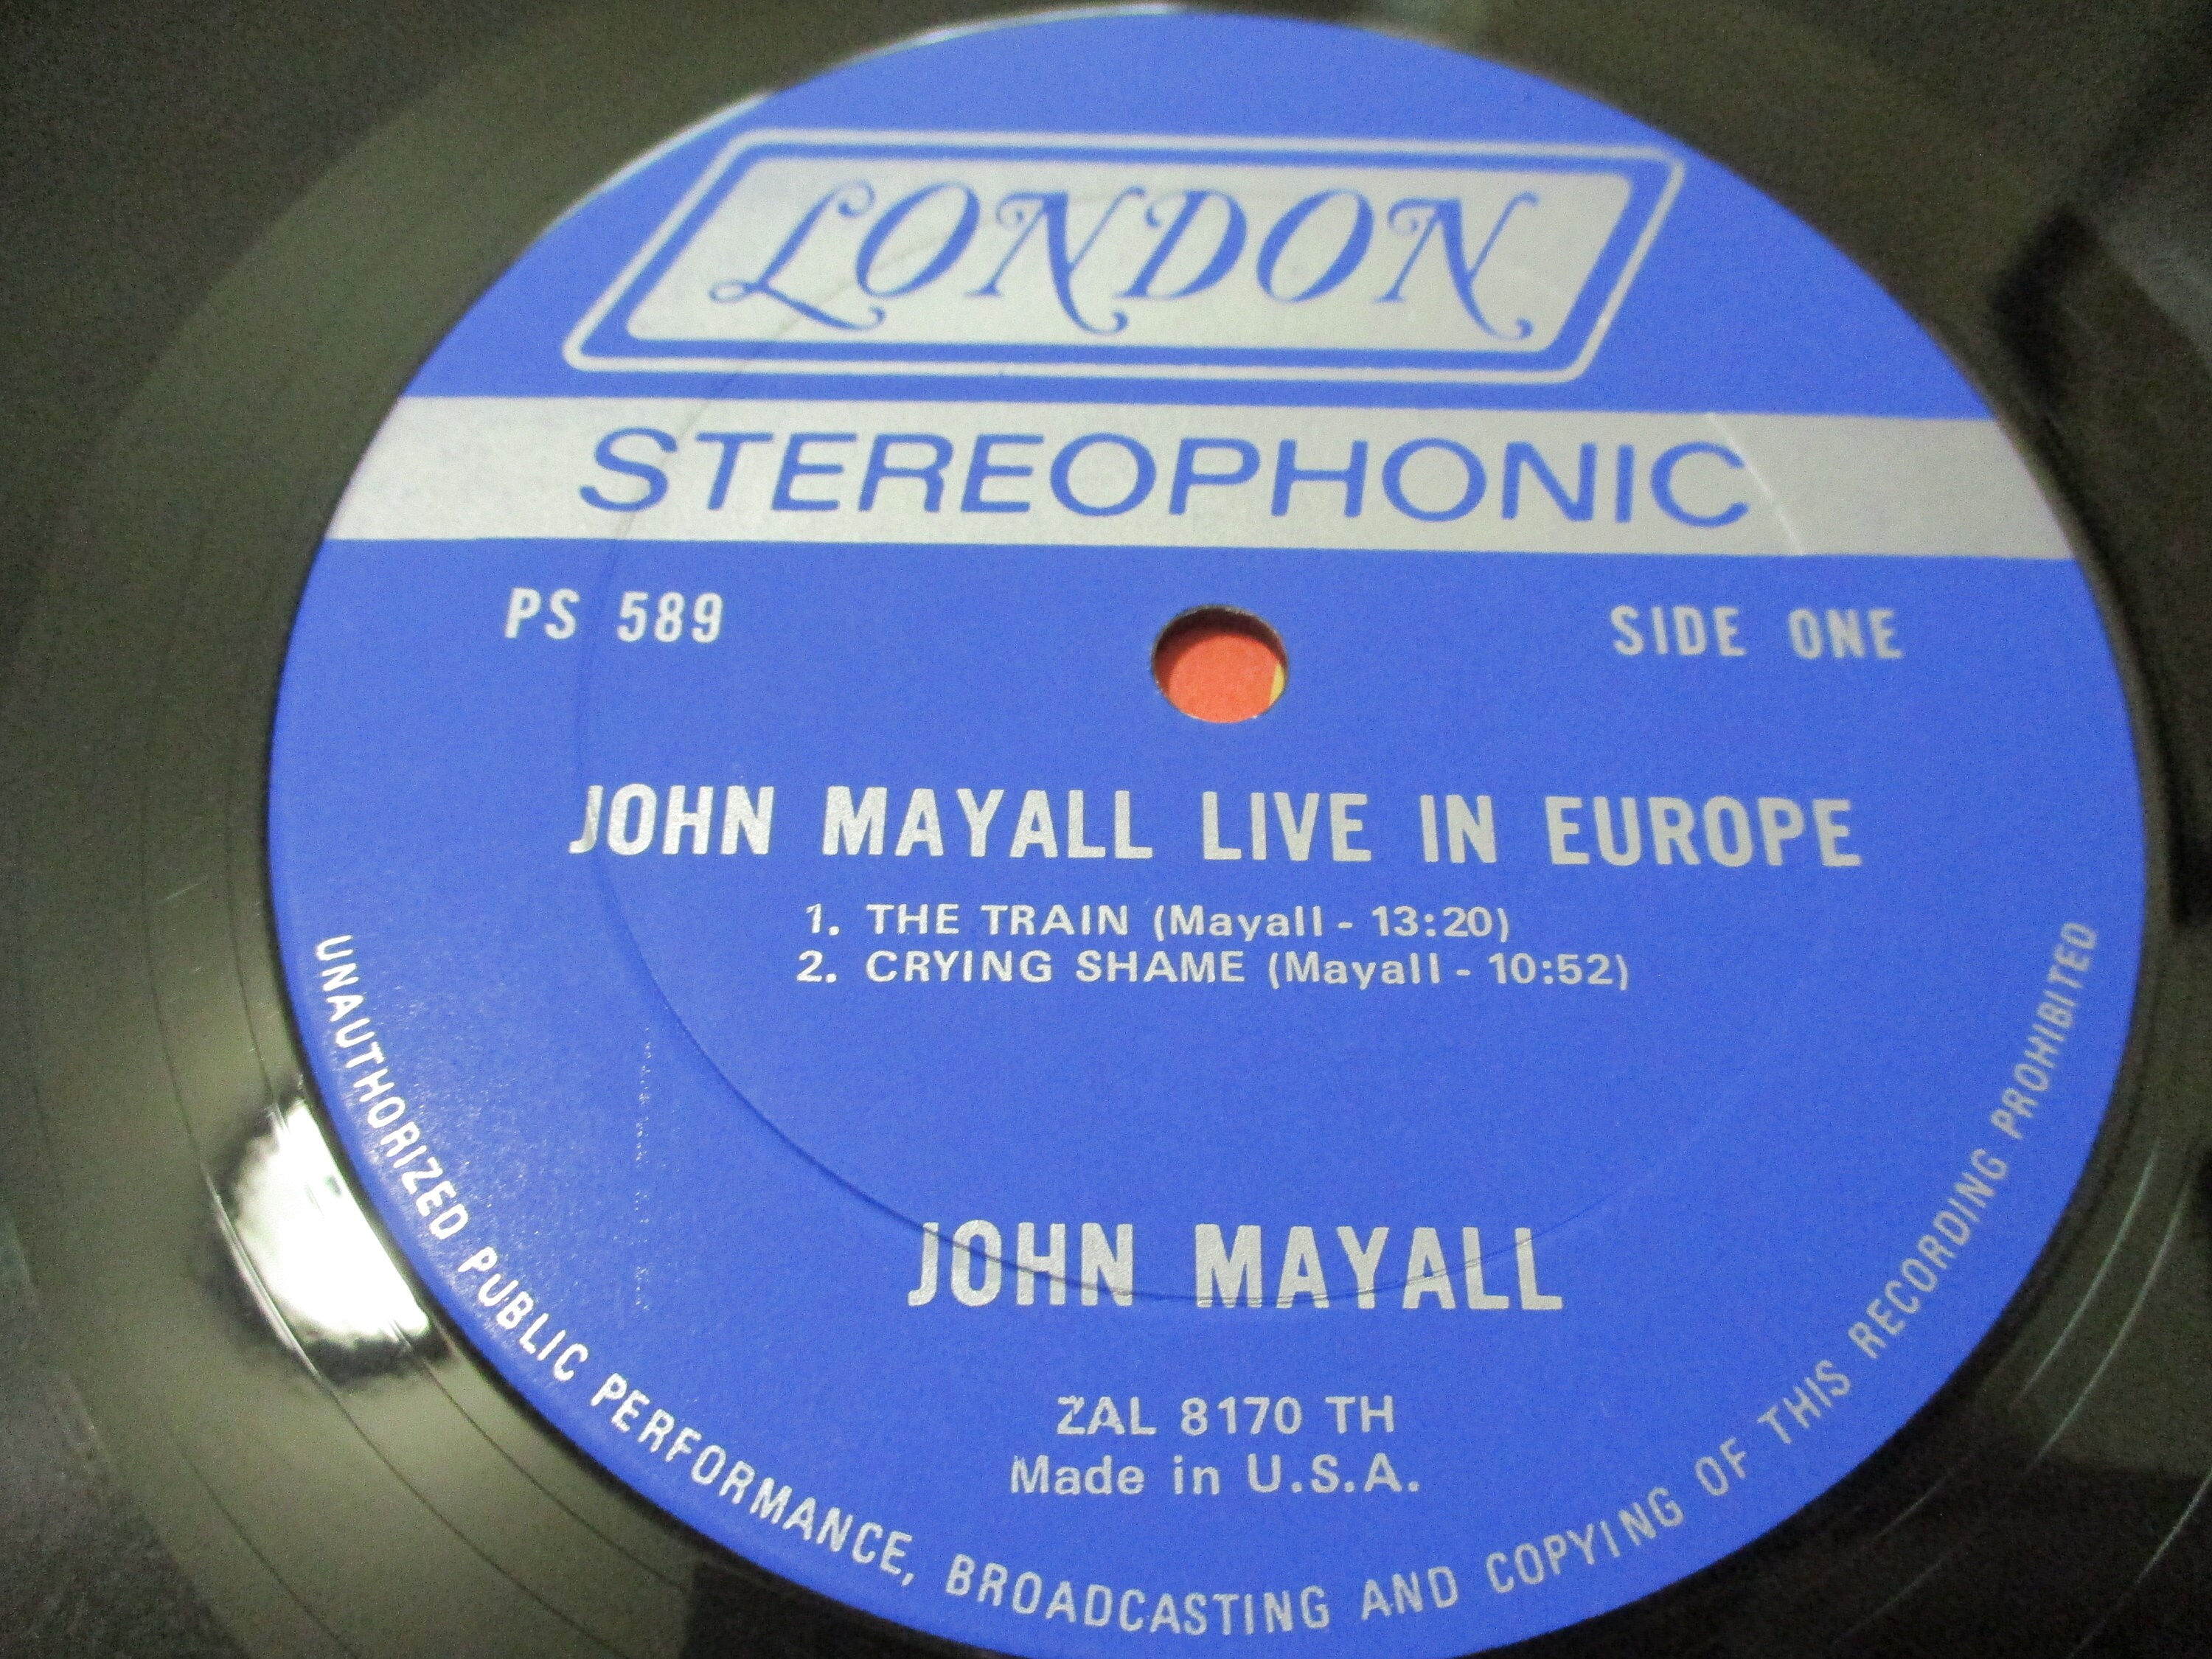 LONDON
STEREOPHONIC
PS 589
SIDE ONE
JOHN MAYALL LIVE IN EUROPE
1. THE TRAIN (Mayall - 13:20)
2. CRYING SHAME (Mayall - 10:52)
JOHN MAYALL
ZAL 8170 TH
Made in U.S.A.
UNAUTHORIZED PUBLIC PERFORMANCE, BROADCASTING AND COPYING OF THIS RECORDING PROHIBITED